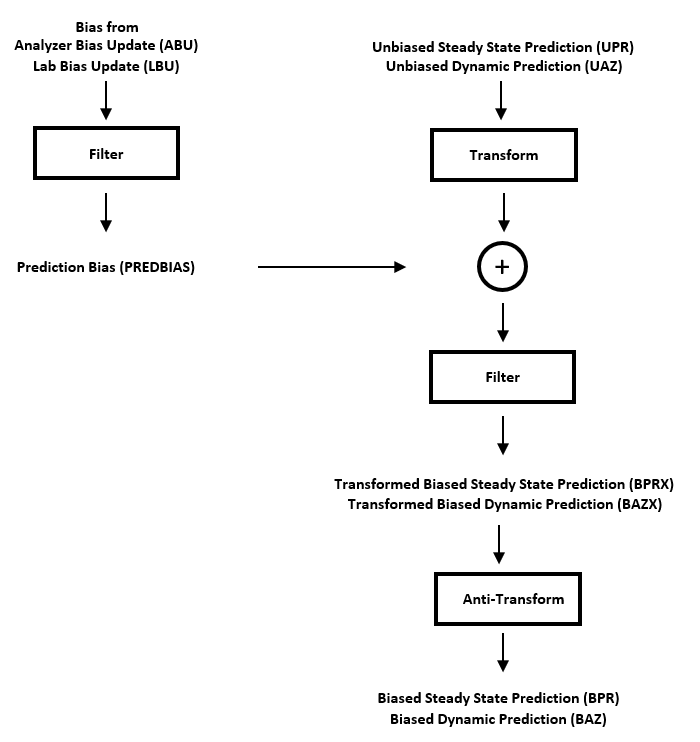 Bias from
Analyzer Bias Update (ABU)
Lab Bias Update (LBU)
Filter
Prediction Bias (PREDBIAS)
Unbiased Steady State Prediction (UPR)
Unbiased Dynamic Prediction (UAZ)
Transform
+
Filter
Transformed Biased Steady State Prediction (BPRX)
Transformed Biased Dynamic Prediction (BAZX)
Anti-Transform
Biased Steady State Prediction (BPR)
Biased Dynamic Prediction (BAZ)